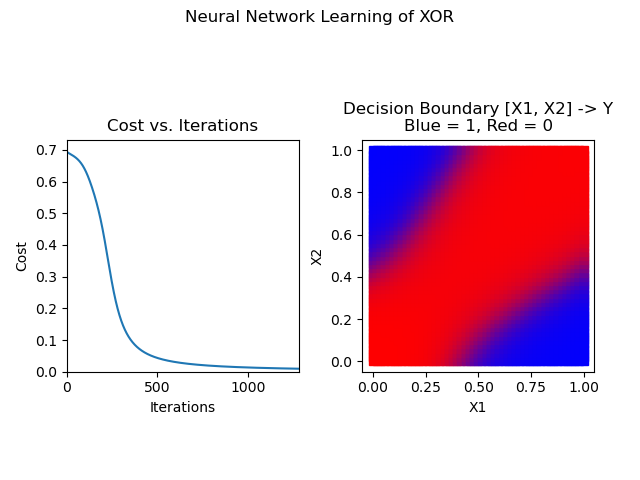 Neural Network Learning of XOR
Cost vs. Iterations
Cost
0.7
0.6
0.5
0.4
0.3
0.2
0.1
0.0
0
500
1000
Iterations
Decision Boundary [X1, X2] -> Y
Blue = 1, Red = 0
X2
1.0
0.8
0.6
0.4
0.2
0.0
0.00
0.25
0.50
0.75
1.00
X1